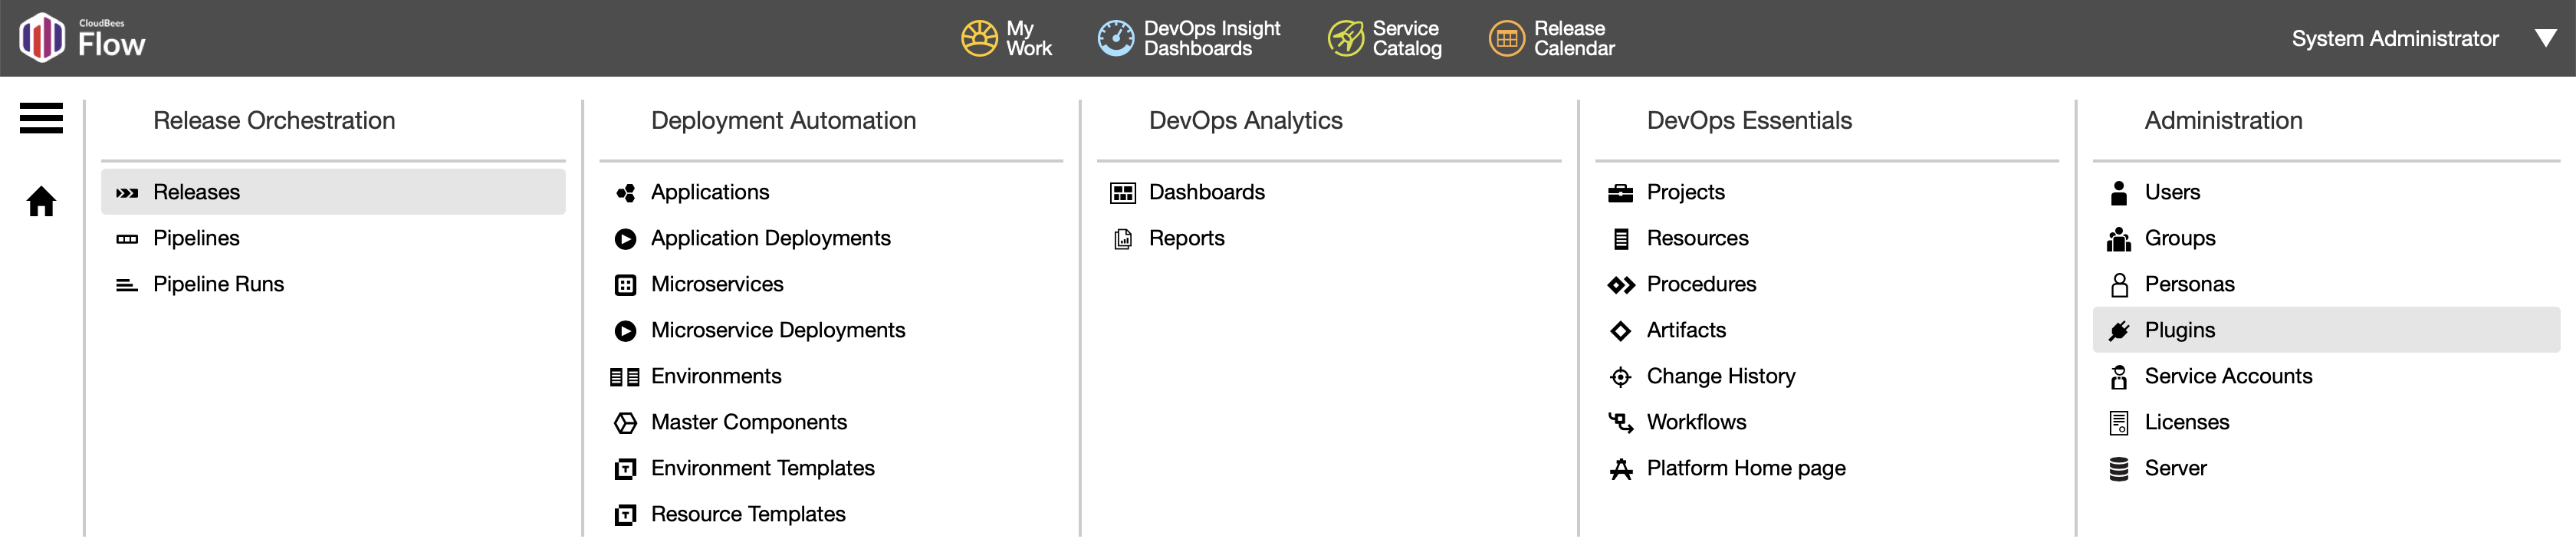 CloudBees
Flow
My
Work
DevOps Insight
Dashboards
Service
Catalog
Release
Calendar
System Administrator
Release Orchestration
Releases
Pipelines
Pipeline Runs
Deployment Automation
Applications
Application Deployments
Microservices
Microservice Deployments
Environments
Master Components
Environment Templates
Resource Templates
DevOps Analytics
Dashboards
Reports
DevOps Essentials
Projects
Resources
Procedures
Artifacts
Change History
Workflows
Platform Home page
Administration
Users
Groups
Personas
Plugins
Service Accounts
Licenses
Server